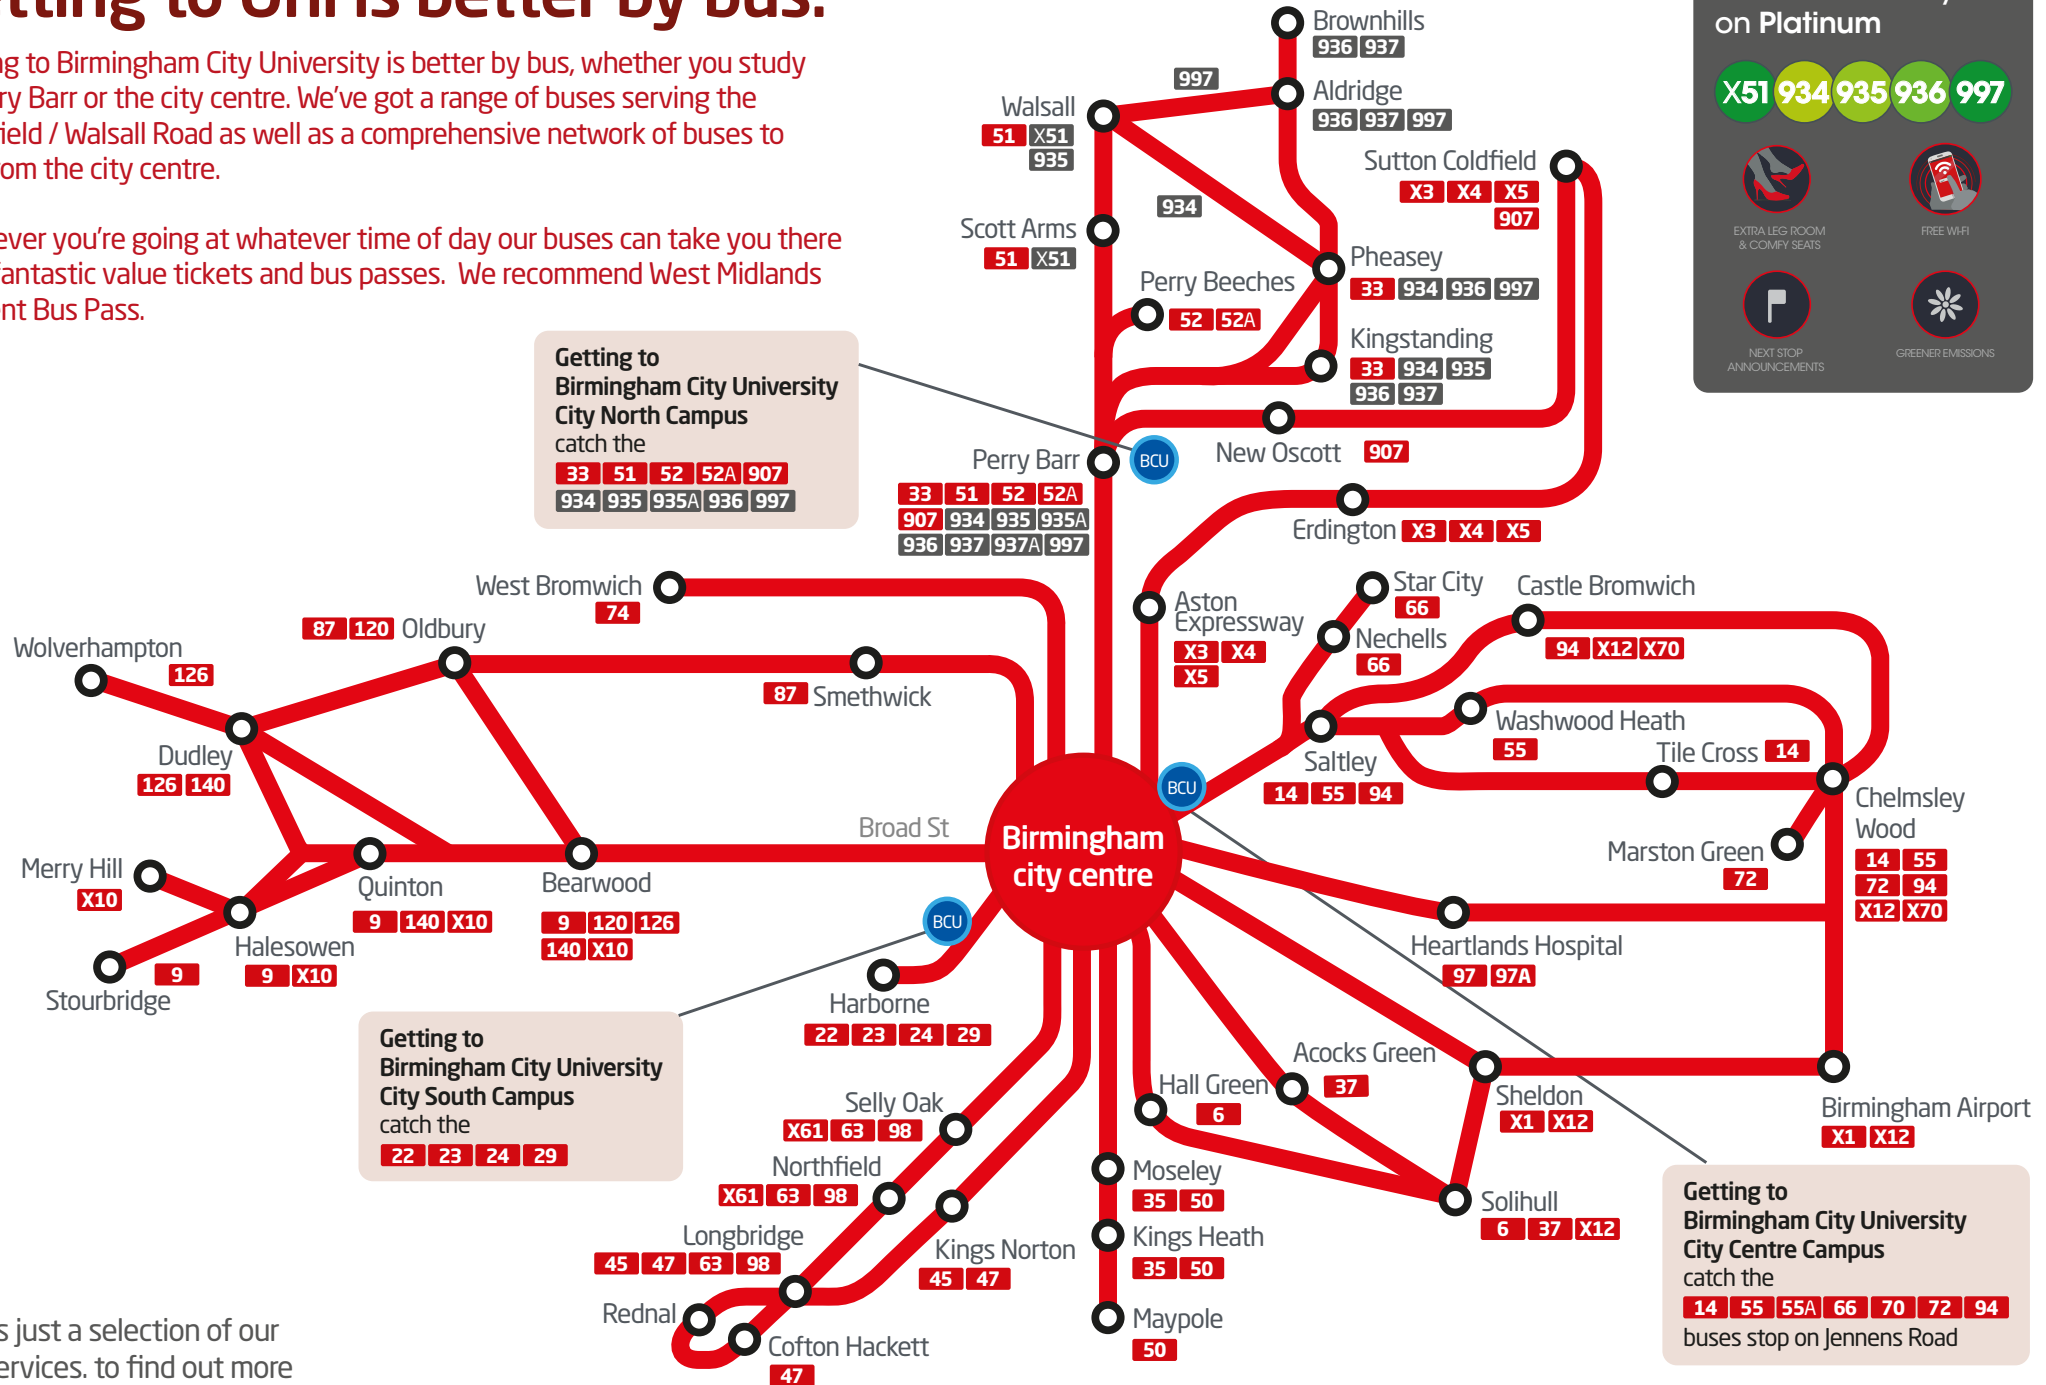 tting to Uni is better by bus.
ng to Birmingham City University is better by bus, whether you study
ry Barr or the city centre. We've got a range of buses serving the
field / Walsall Road as well as a comprehensive network of buses to
rom the city centre.
ever you're going at whatever time of day our buses can take you there
fantastic value tickets and bus passes. We recommend West Midlands
nt Bus Pass.
on Platinum
X51 934 935 936 997
EXTRA LEG ROOM
& COMFY SEATS
FREE WI-FI
NEXT STOP
ANNOUNCEMENTS
GREENER EMISSIONS
Brownhills
936 937
997
Aldridge
936 937 997
Walsall
51 X51
935
Sutton Coldfield
X3 X4 X5
907
934
Scott Arms
51 X51
Pheasey
33 934 936 997
Perry Beeches
52 52A
Kingstanding
33 934 935
936 937
Getting to
Birmingham City University
City North Campus
catch the
33 51 52 52A 907
934 935 935A 936 997
New Oscott 907
Perry Barr
BCU
33 51 52 52A
907 934 935 935A
936 937 937A 997
Erdington X3 X4 X5
West Bromwich
74
Aston
Expressway
X3 X4
X5
Star City
66
Nechells
66
Castle Bromwich
94 X12 X70
87 120 Oldbury
Wolverhampton
126
87 Smethwick
Washwood Heath
55
Tile Cross 14
Saltley
14 55 94
Dudley
126 140
BCU
Chelmsley
Wood
14 55
72 94
X12 X70
Marston Green
72
Broad St
Birmingham
city centre
Merry Hill
X10
Quinton
9 140 X10
Bearwood
9 120 126
140 X10
BCU
Heartlands Hospital
97 97A
Halesowen
9 X10
9
Stourbridge
Harborne
22 23 24 29
Getting to
Birmingham City University
City South Campus
catch the
22 23 24 29
Acocks Green
37
Hall Green
6
Sheldon
X1 X12
Birmingham Airport
X1 X12
Selly Oak
X61 63 98
Northfield
X61 63 98
Moseley
35 50
Solihull
6 37 X12
Longbridge
45 47 63 98
Kings Norton
45 47
Kings Heath
35 50
Rednal
Cofton Hackett
47
Maypole
50
Getting to
Birmingham City University
City Centre Campus
catch the
14 55 55A 66 70 72 94
buses stop on Jennens Road
s just a selection of our
ervices. to find out more